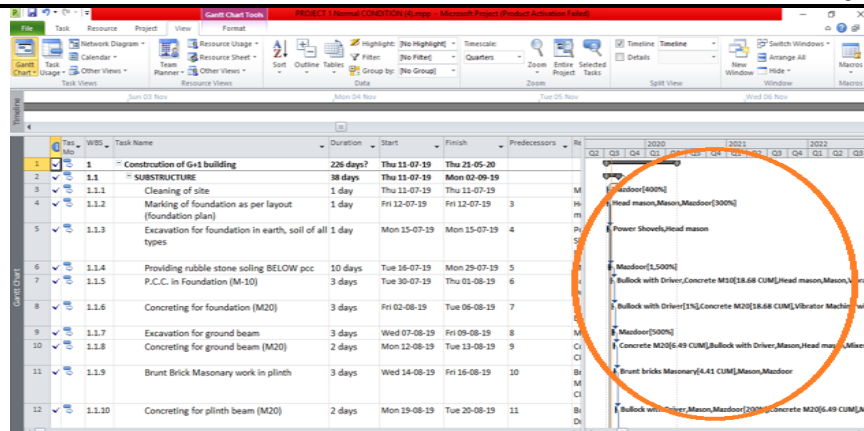 Gantt Chart Tools PROJECT 1 Normal CONDITION (4).mpp - Microsoft Project (Product Activation Failed)
File Task Resource Project View Format
Gantt Chart Task Usage Network Diagram Calendar Other Views
Team Planner Resource Usage Resource Sheet Other Views
Sort Outline Tables Highlight: [No Highlight] Filter: [No Filter] Group by: [No Group]
Timescale: Quarters Zoom Entire Project Selected Tasks
Timeline Timeline Details
New Window Switch Windows Arrange All Hide Macros
Task Views Resource Views Data Zoom Split View Window Macros
Timeline Sun 03 Nov Mon 04 Nov Tue 05 Nov Wed 06 Nov
Tas Mo WBS Task Name Duration Start Finish Predecessors Re
2020 2021 2022
Q2 Q3 Q4 Q1 Q4 Q1 Q3 Q4 Q1 Q2 Q3
1 1 Constrcution of G+1 building 226 days? Thu 11-07-19 Thu 21-05-20
2 1.1 SUBSTRUCTURE 38 days Thu 11-07-19 Mon 02-09-19
3 1.1.1 Cleaning of site 1 day Thu 11-07-19 Thu 11-07-19 M Mazdoor[400%]
4 1.1.2 Marking of foundation as per layout (foundation plan) 1 day Fri 12-07-19 Fri 12-07-19 3 Head mason,Mason,Mazdoor[300%]
5 1.1.3 Excavation for foundation in earth, soil of all types 1 day Mon 15-07-19 Mon 15-07-19 4 Power Shovels,Head mason
6 1.1.4 Providing rubble stone soling BELOW pcc 10 days Tue 16-07-19 Mon 29-07-19 5 Mazdoor[1,500%]
7 1.1.5 P.C.C. in Foundation (M-10) 3 days Tue 30-07-19 Thu 01-08-19 6 Bullock with Driver,Concrete M10[18.68 CUM],Head mason,Mason,
8 1.1.6 Concreting for foundation (M20) 3 days Fri 02-08-19 Tue 06-08-19 7 Bullock with Driver[1%],Concrete M20[18.68 CUM],Vibrator Machine
9 1.1.7 Excavation for ground beam 3 days Wed 07-08-19 Fri 09-08-19 8 M Mazdoor[500%]
10 1.1.8 Concreting for ground beam (M20) 2 days Mon 12-08-19 Tue 13-08-19 9 Concrete M20[6.49 CUM],Bullock with Driver,Mason,Head mason,
11 1.1.9 Brunt Brick Masonary work in plinth 3 days Wed 14-08-19 Fri 16-08-19 10 Brunt bricks Masonary[4.41 CUM],Mason,Mazdoor
12 1.1.10 Concreting for plinth beam (M20) 2 days Mon 19-08-19 Tue 20-08-19 11 Bullock with Driver,Mason,Mazdoor[200%],Concrete M20[6.49 CUM],
Gantt Chart